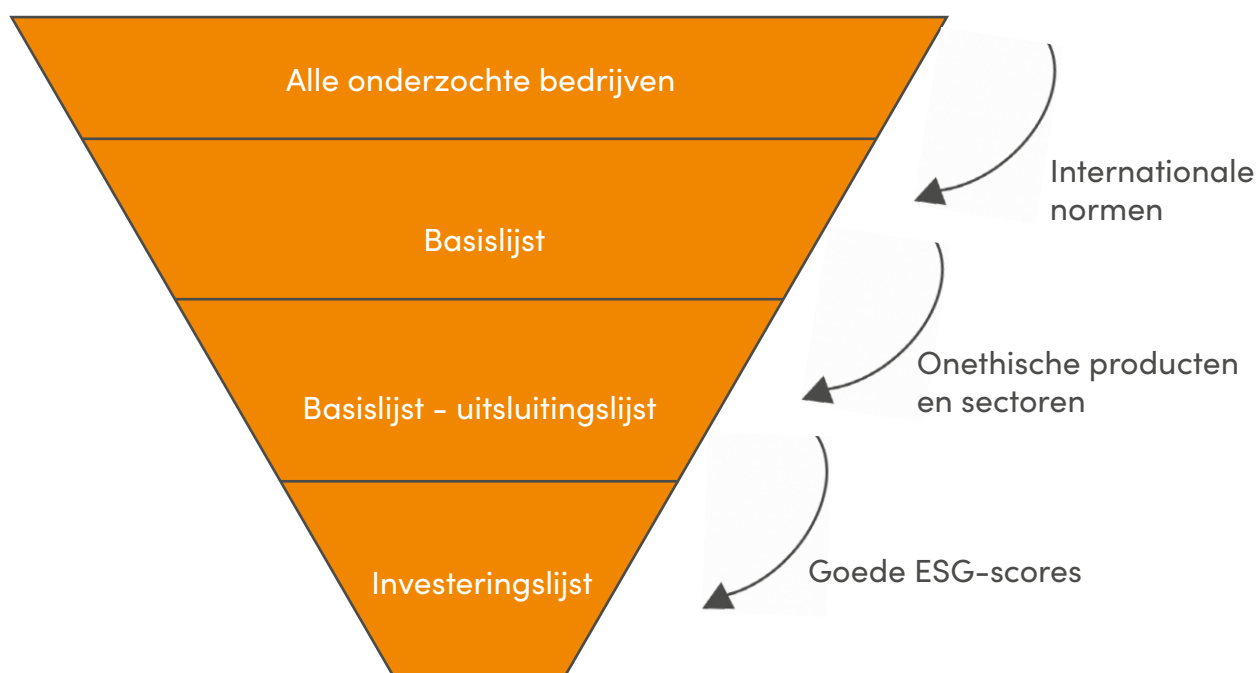 Alle onderzochte bedrijven
Internationale
normen
Basislijst
Onethische producten
en sectoren
Basislijst - uitsluitingslijst
Goede ESG-scores
Investeringslijst